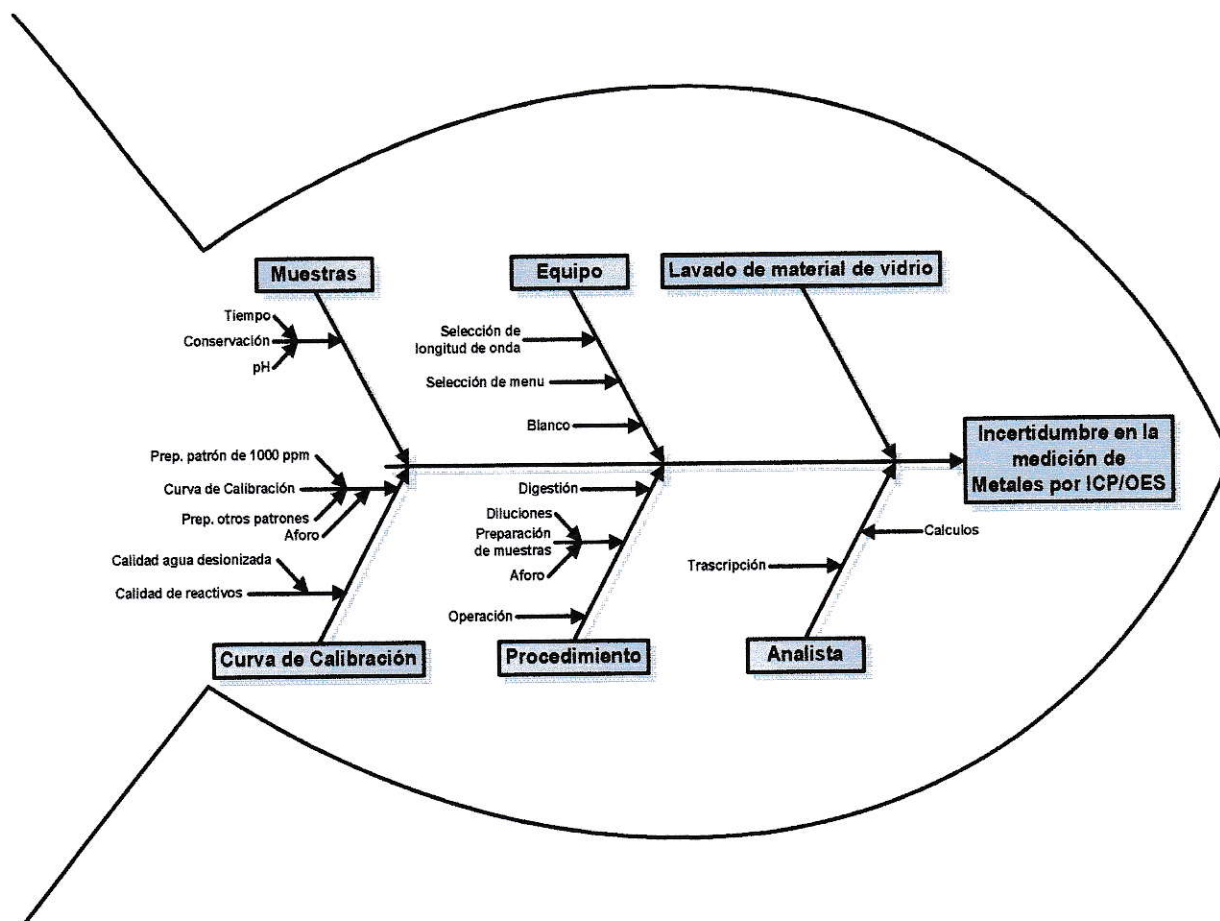 Muestras
Equipo
Lavado de material de vidrio
Tiempo
Conservación
pH
Selección de
longitud de onda
Selección de menu
Blanco
Incertidumbre en la
medición de
Metales por ICP/OES
Prep. patrón de 1000 ppm
Curva de Calibración
Prep. otros patrones
Aforo
Calidad agua desionizada
Calidad de reactivos
Digestión
Diluciones
Preparación
de muestras
Aforo
Operación
Calculos
Trascripción
Curva de Calibración
Procedimiento
Analista